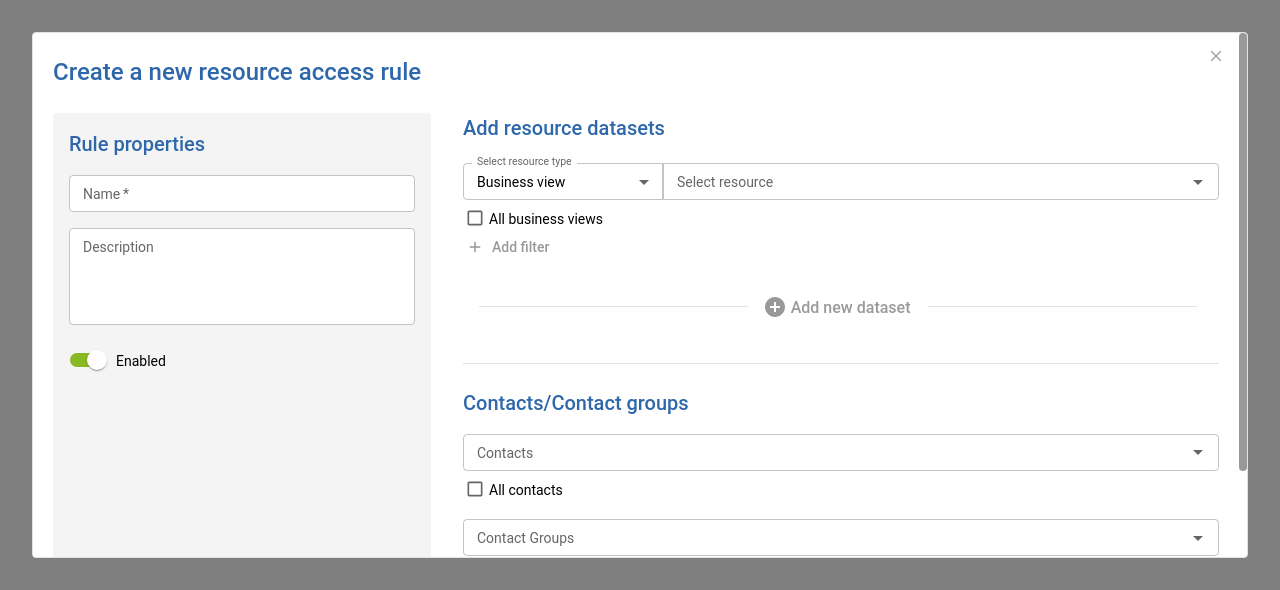 Create a new resource access rule
Rule properties
Name *
Description
Enabled
Add resource datasets
Select resource type
Business view
Select resource
All business views
Add filter
Add new dataset
Contacts/Contact groups
Contacts
All contacts
Contact Groups